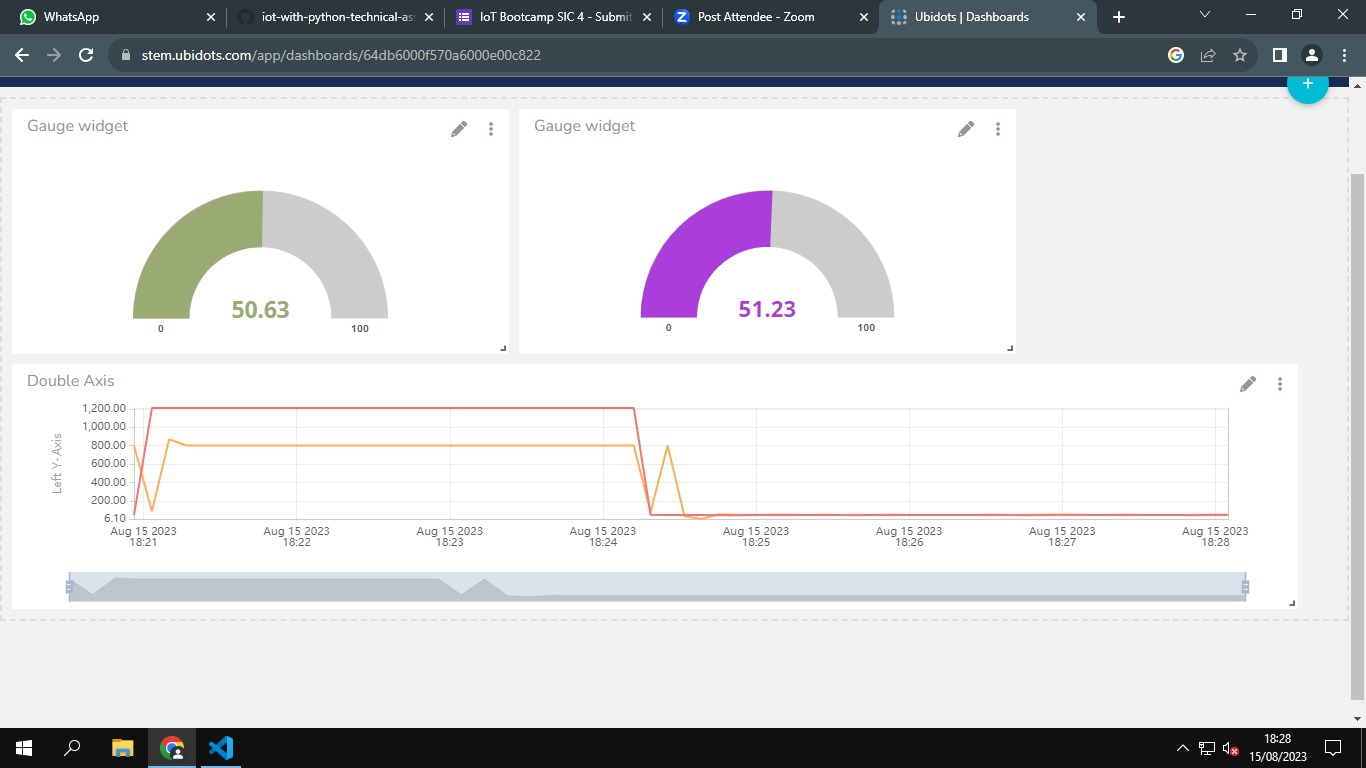 WhatsApp
iot-with-python-technical-as
IoT Bootcamp SIC 4 - Submit
Post Attendee - Zoom
Ubidots | Dashboards
stem.ubidots.com/app/dashboards/64db6000f570a6000e00c822
Gauge widget
50.63
0 100
Gauge widget
51.23
0 100
Double Axis
Left Y-Axis
1,200.00
1,000.00
800.00
600.00
400.00
200.00
6.10
Aug 15 2023 Aug 15 2023 Aug 15 2023 Aug 15 2023 Aug 15 2023 Aug 15 2023 Aug 15 2023 Aug 15 2023
18:21 18:22 18:23 18:24 18:25 18:26 18:27 18:28
18:28
15/08/2023